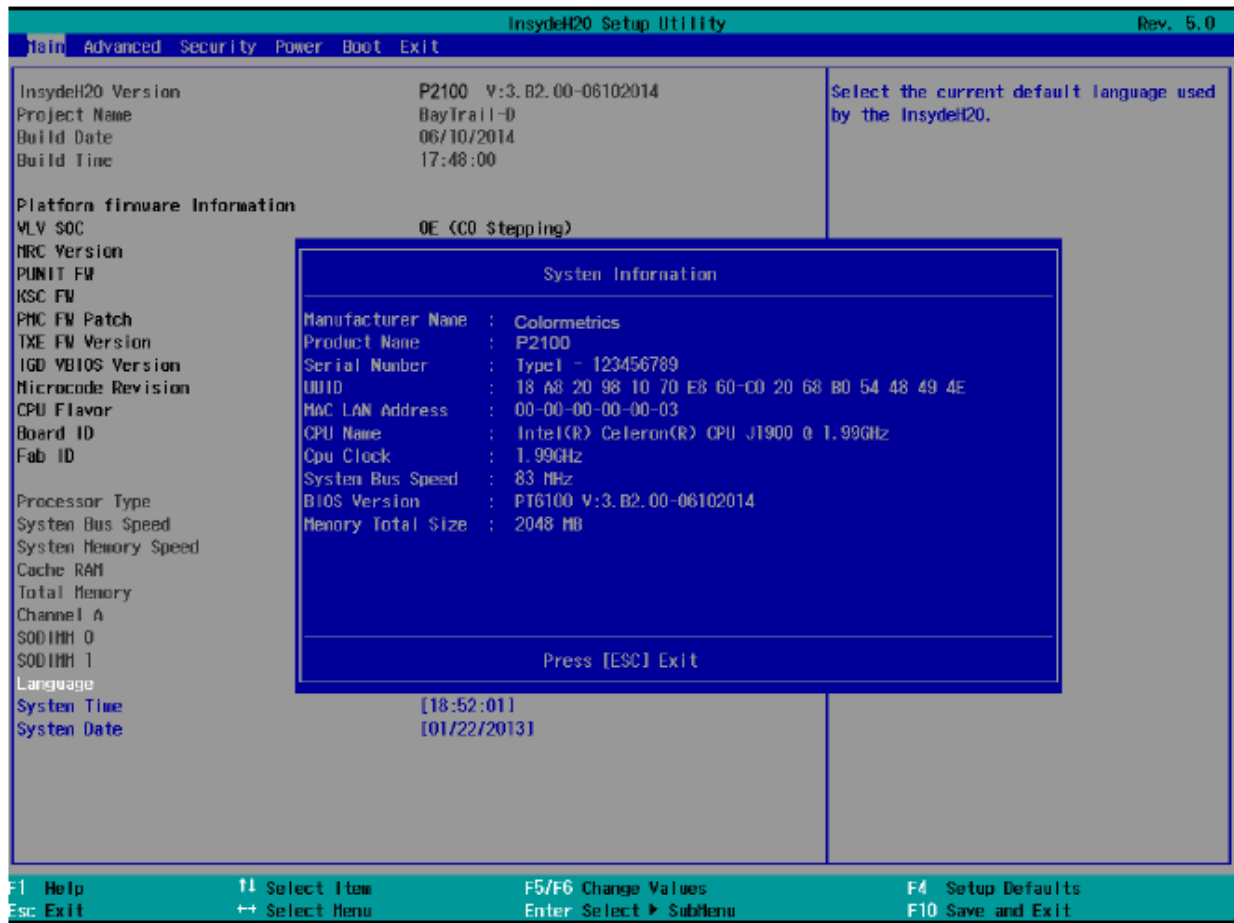 InsydeH20 Setup Utility Rev. 5.0
Main Advanced Security Power Boot Exit
InsydeH20 Version P2100 V:3.B2.00-06102014
Project Name BayTrail-D
Build Date 06/10/2014
Build Time 17:48:00
Select the current default language used
by the InsydeH20.
Platform firmware Information
VLV SOC 0E (C0 Stepping)
MRC Version
PUNIT FW
KSC FW
PMC FW Patch
TXE FW Version
IGD VBIOS Version
Microcode Revision
CPU Flavor
Board ID
Fab ID
Processor Type
System Bus Speed
System Memory Speed
Cache RAM
Total Memory
Channel A
SODIMM 0
SODIMM 1
Language
System Time [18:52:01]
System Date [01/22/2013]
System Information
Manufacturer Name : Colormetrics
Product Name : P2100
Serial Number : Type1 - 123456789
UUID : 18 A8 20 98 10 70 E8 60-C0 20 68 B0 54 48 49 4E
MAC LAN Address : 00-00-00-00-00-03
CPU Name : Intel(R) Celeron(R) CPU J1900 @ 1.99GHz
Cpu Clock : 1.99GHz
System Bus Speed : 83 MHz
BIOS Version : PT6100 V:3.B2.00-06102014
Memory Total Size : 2048 MB
Press [ESC] Exit
F1 Help ↑↓ Select Item F5/F6 Change Values F4 Setup Defaults
Esc Exit ↔ Select Menu Enter Select ▶ SubMenu F10 Save and Exit